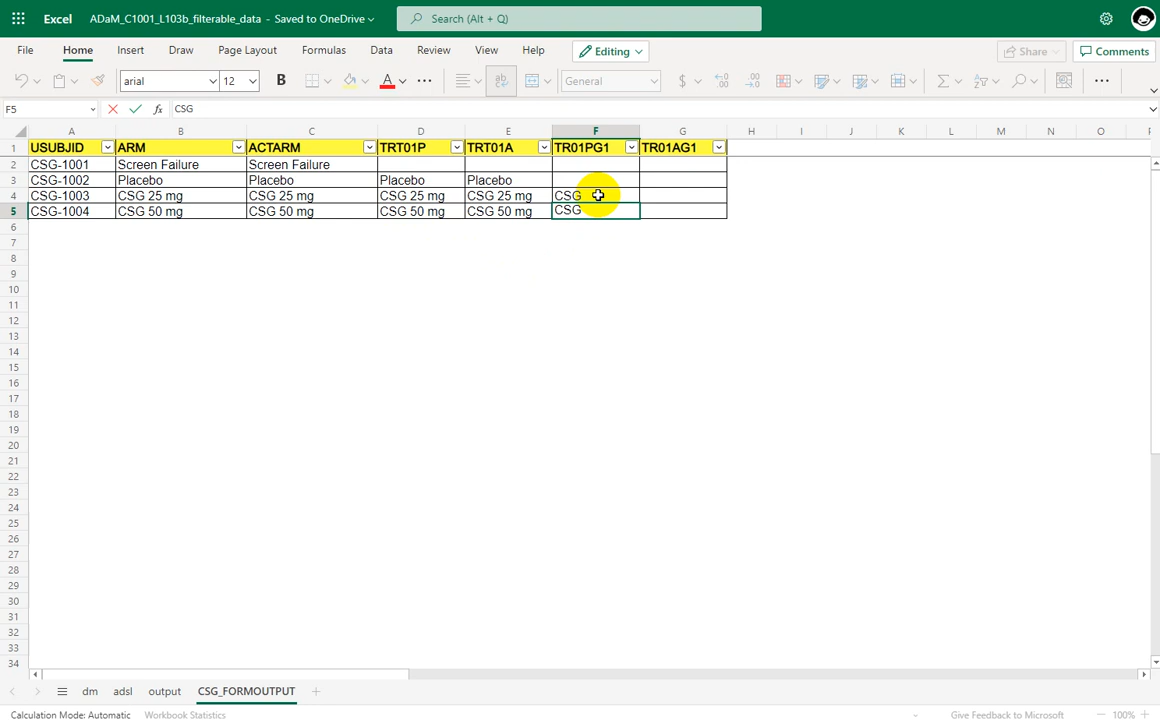 Excel ADaM_C1001_L103b_filterable_data - Saved to OneDrive Search (Alt + Q)
File Home Insert Draw Page Layout Formulas Data Review View Help Editing Share Comments
arial 12 B A ab General $ .00
F5 fx CSG
A B C D E F G H I J K L M N O
1 USUBJID ARM ACTARM TRT01P TRT01A TR01PG1 TR01AG1
2 CSG-1001 Screen Failure Screen Failure
3 CSG-1002 Placebo Placebo Placebo Placebo
4 CSG-1003 CSG 25 mg CSG 25 mg CSG 25 mg CSG 25 mg CSG
5 CSG-1004 CSG 50 mg CSG 50 mg CSG 50 mg CSG 50 mg CSG
6
7
8
9
10
11
12
13
14
15
16
17
18
19
20
21
22
23
24
25
26
27
28
29
30
31
32
33
34
dm adsl output CSG_FORMOUTPUT
Calculation Mode: Automatic Workbook Statistics Give Feedback to Microsoft 100%